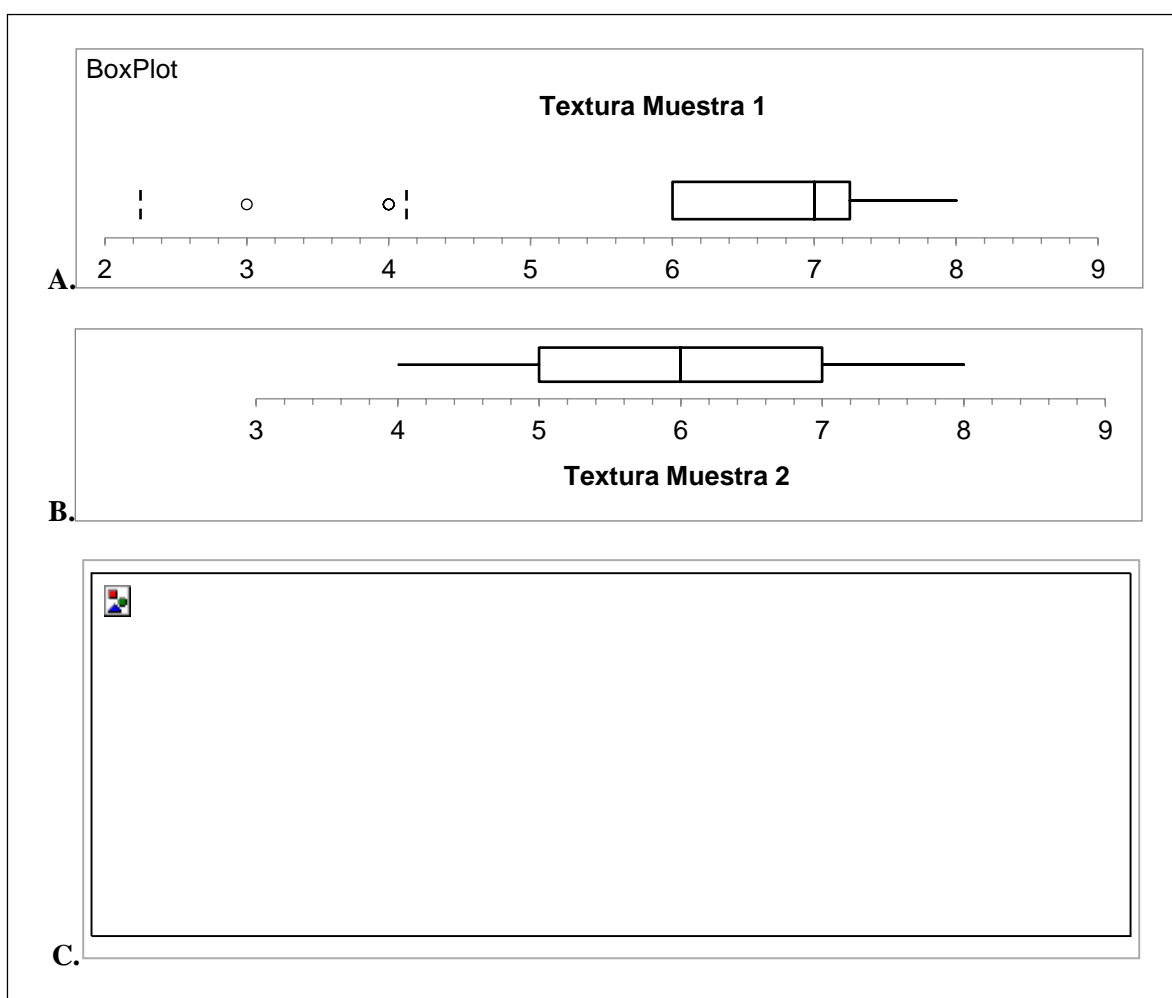 BoxPlot
Textura Muestra 1
2 3 4 5 6 7 8 9
A.
3 4 5 6 7 8 9
Textura Muestra 2
B.
C.